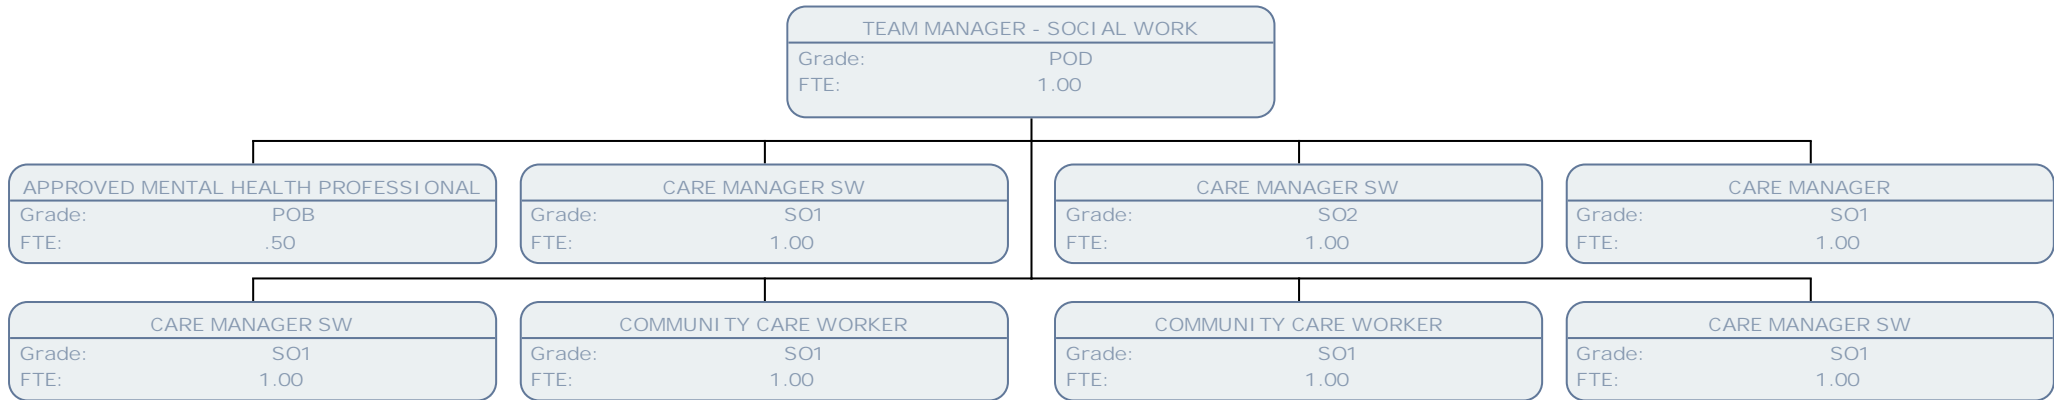 TEAM MANAGER - SOCIAL WORK
Grade: POD
FTE: 1.00
APPROVED MENTAL HEALTH PROFESSIONAL
Grade: POB
FTE: .50
CARE MANAGER SW
Grade: SO1
FTE: 1.00
CARE MANAGER SW
Grade: SO2
FTE: 1.00
CARE MANAGER
Grade: SO1
FTE: 1.00
CARE MANAGER SW
Grade: SO1
FTE: 1.00
COMMUNITY CARE WORKER
Grade: SO1
FTE: 1.00
COMMUNITY CARE WORKER
Grade: SO1
FTE: 1.00
CARE MANAGER SW
Grade: SO1
FTE: 1.00